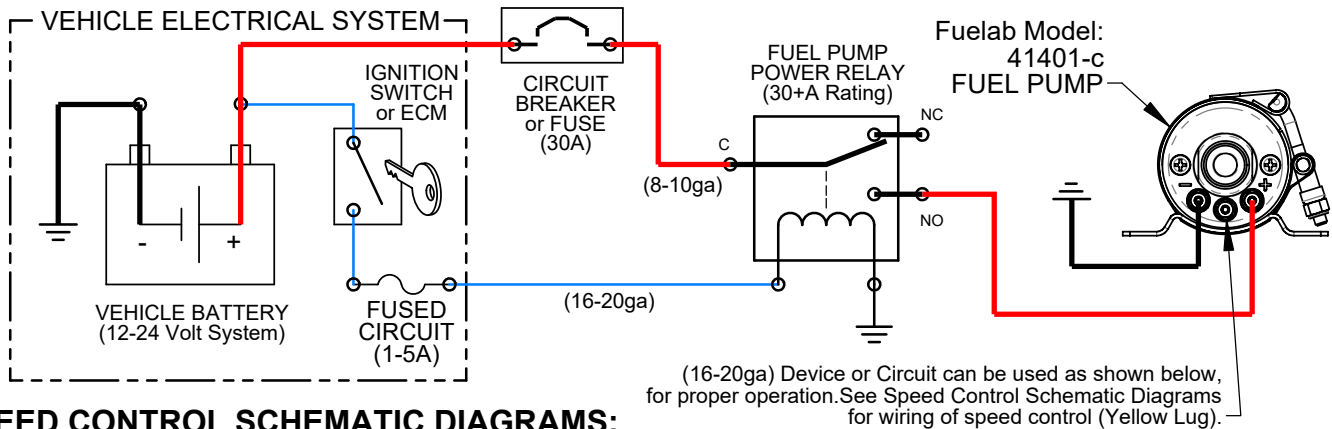 VEHICLE ELECTRICAL SYSTEM
IGNITION
SWITCH
or ECM
CIRCUIT
BREAKER
or FUSE
(30A)
FUEL PUMP
POWER RELAY
(30+A Rating)
Fuelab Model:
41401-c
FUEL PUMP
NC
C
(8-10ga)
NO
- +
- +
VEHICLE BATTERY
(12-24 Volt System)
FUSED
CIRCUIT
(1-5A)
(16-20ga)
(16-20ga) Device or Circuit can be used as shown below,
for proper operation.See Speed Control Schematic Diagrams
for wiring of speed control (Yellow Lug).
EED CONTROL SCHEMATIC DIAGRAMS: